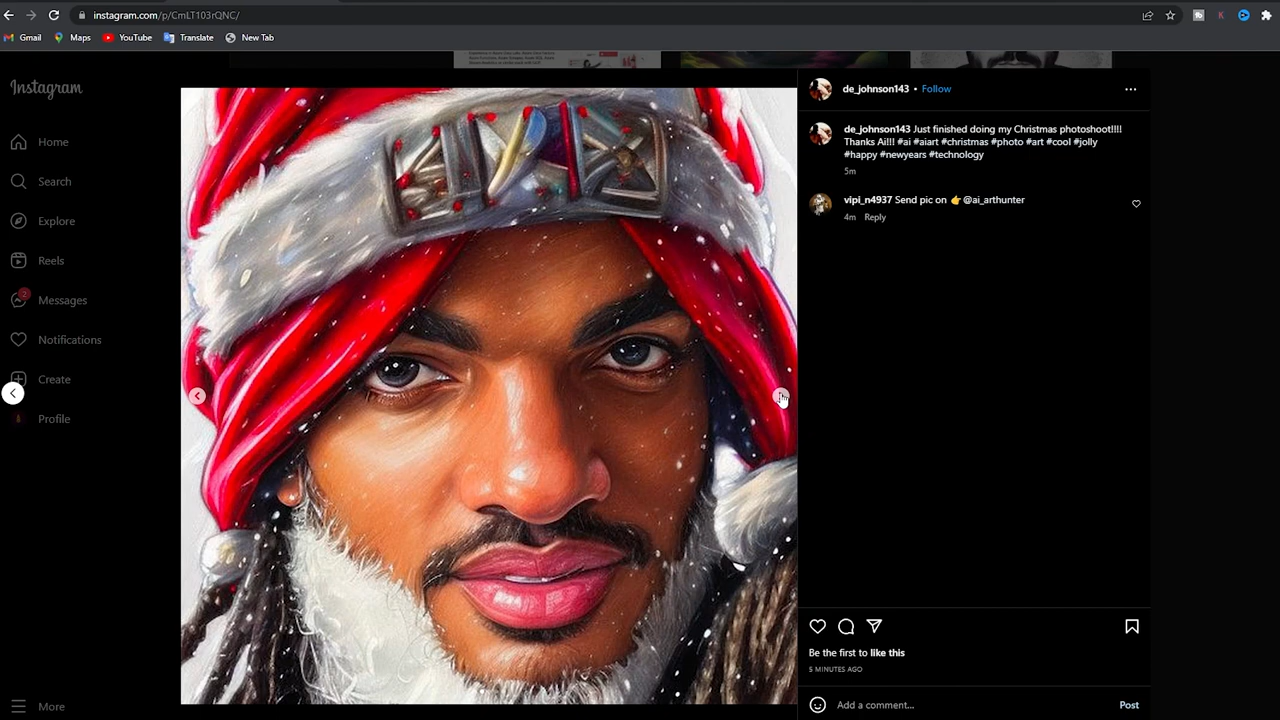 instagram.com/p/CmLT103rQNC/
Gmail Maps YouTube Translate New Tab
Instagram
Home
Search
Explore
Reels
2
Messages
Notifications
Create
Profile
More
de_johnson143 • Follow
de_johnson143 Just finished doing my Christmas photoshoot!!!!
Thanks Ai!!! #ai #aiart #christmas #photo #art #cool #jolly
#happy #newyears #technology
5m
vipi_n4937 Send pic on 👉@ai_arthunter
4m Reply
Be the first to like this
5 MINUTES AGO
Add a comment... Post